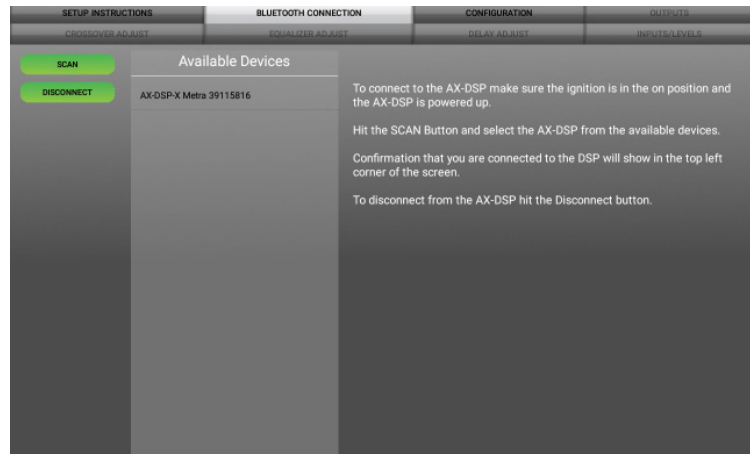 SETUP INSTRUCTIONS BLUETOOTH CONNECTION CONFIGURATION OUTPUTS
CROSSOVER ADJUST EQUALIZER ADJUST DELAY ADJUST INPUTS/LEVELS
SCAN
DISCONNECT
Available Devices
AX-DSP-X Metra 39115816
To connect to the AX-DSP make sure the ignition is in the on position and
the AX-DSP is powered up.
Hit the SCAN Button and select the AX-DSP from the available devices.
Confirmation that you are connected to the DSP will show in the top left
corner of the screen.
To disconnect from the AX-DSP hit the Disconnect button.